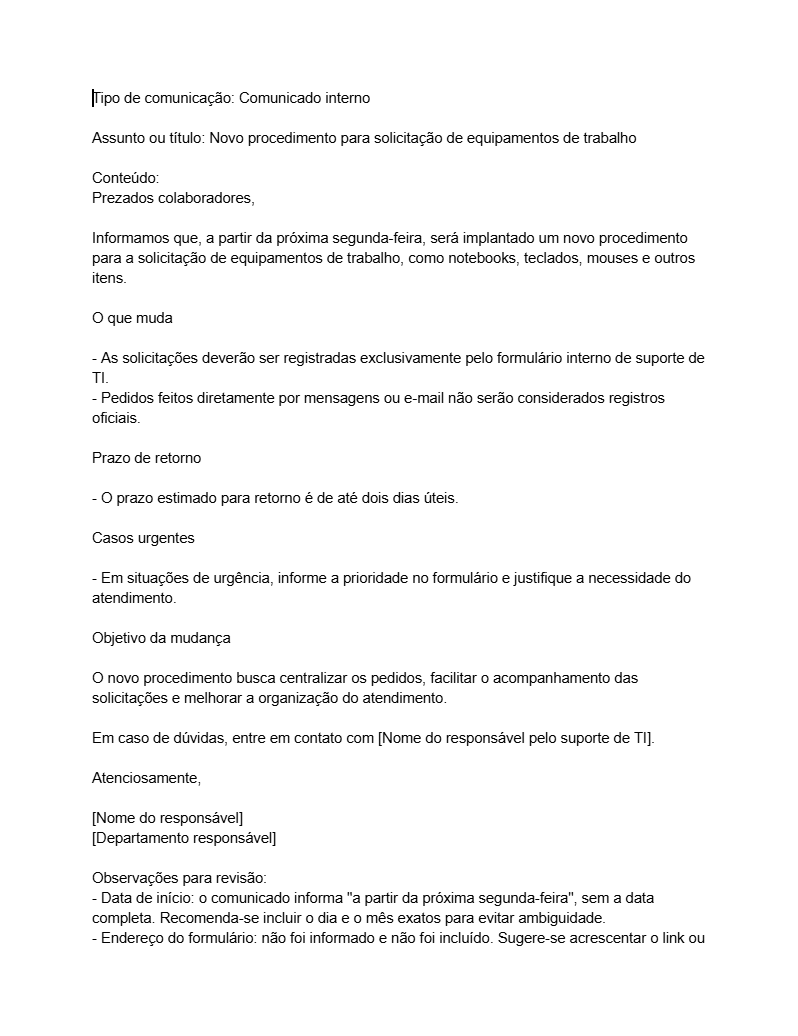 Tipo de comunicação: Comunicado interno
Assunto ou título: Novo procedimento para solicitação de equipamentos de trabalho
Conteúdo:
Prezados colaboradores,
Informamos que, a partir da próxima segunda-feira, será implantado um novo procedimento
para a solicitação de equipamentos de trabalho, como notebooks, teclados, mouses e outros
itens.
O que muda
- As solicitações deverão ser registradas exclusivamente pelo formulário interno de suporte de
TI.
- Pedidos feitos diretamente por mensagens ou e-mail não serão considerados registros
oficiais.
Prazo de retorno
- O prazo estimado para retorno é de até dois dias úteis.
Casos urgentes
- Em situações de urgência, informe a prioridade no formulário e justifique a necessidade do
atendimento.
Objetivo da mudança
O novo procedimento busca centralizar os pedidos, facilitar o acompanhamento das
solicitações e melhorar a organização do atendimento.
Em caso de dúvidas, entre em contato com [Nome do responsável pelo suporte de TI].
Atenciosamente,
[Nome do responsável]
[Departamento responsável]
Observações para revisão:
- Data de início: o comunicado informa "a partir da próxima segunda-feira", sem a data
completa. Recomenda-se incluir o dia e o mês exatos para evitar ambiguidade.
- Endereço do formulário: não foi informado e não foi incluído. Sugere-se acrescentar o link ou